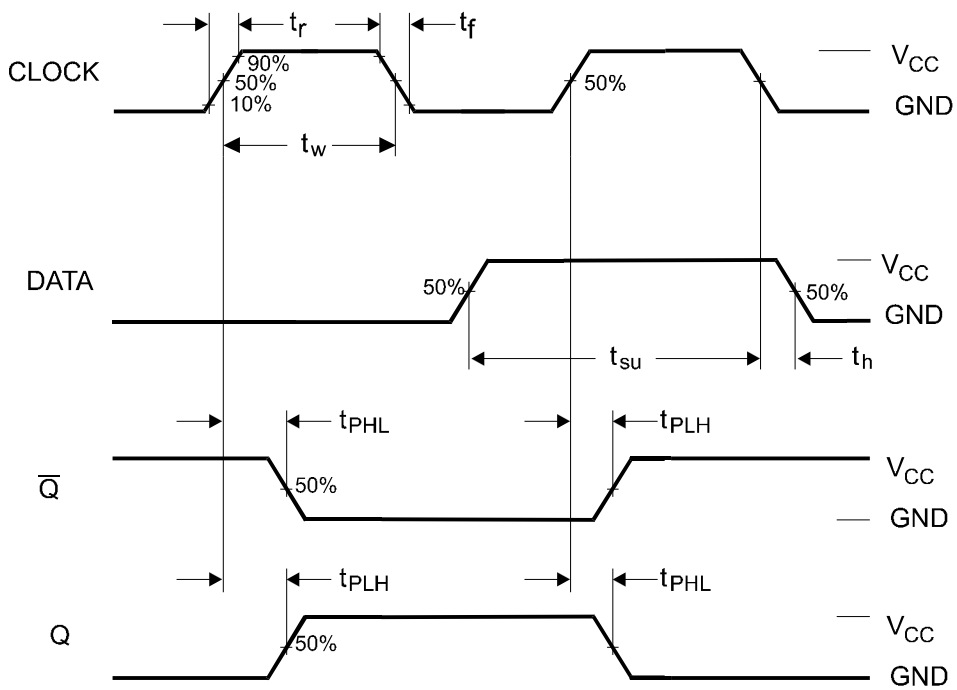 tr tf
CLOCK
90%
50%
10%
50%
VCC
GND
tw
DATA
50%
50%
VCC
GND
tsu th
tPHL tPLH
Q̅
50%
VCC
GND
tPLH tPHL
Q
50%
VCC
GND